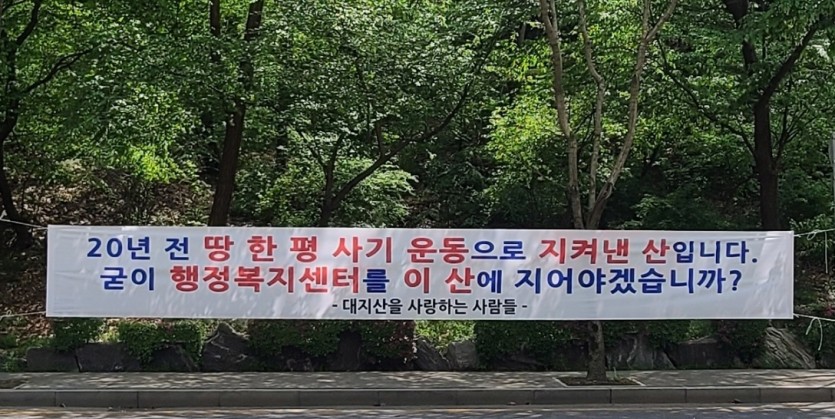 20년 전 땅 한 평 사기 운동으로 지켜낸 산입니다.
굳이 행정복지센터를 이 산에 지어야겠습니까?
- 대지산을 사랑하는 사람들 -